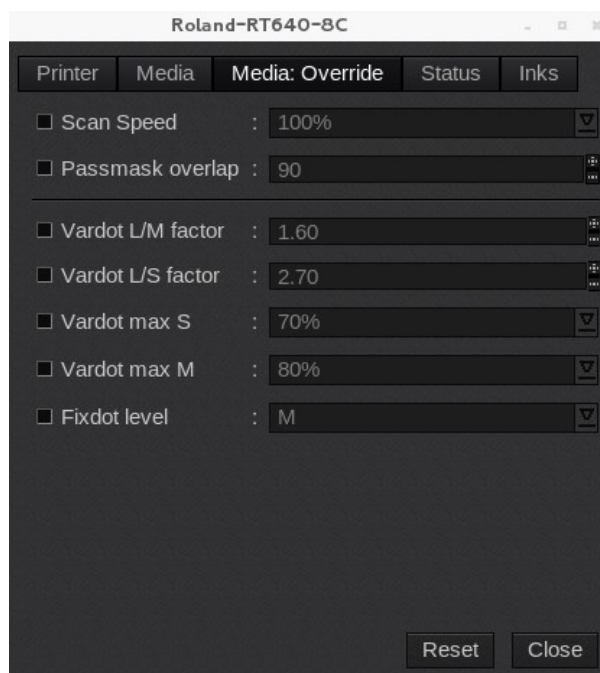 Roland-RT640-8C
Printer Media Media: Override Status Inks
Scan Speed : 100%
Passmask overlap : 90
Vardot L/M factor : 1.60
Vardot L/S factor : 2.70
Vardot max S : 70%
Vardot max M : 80%
Fixdot level : M
Reset Close